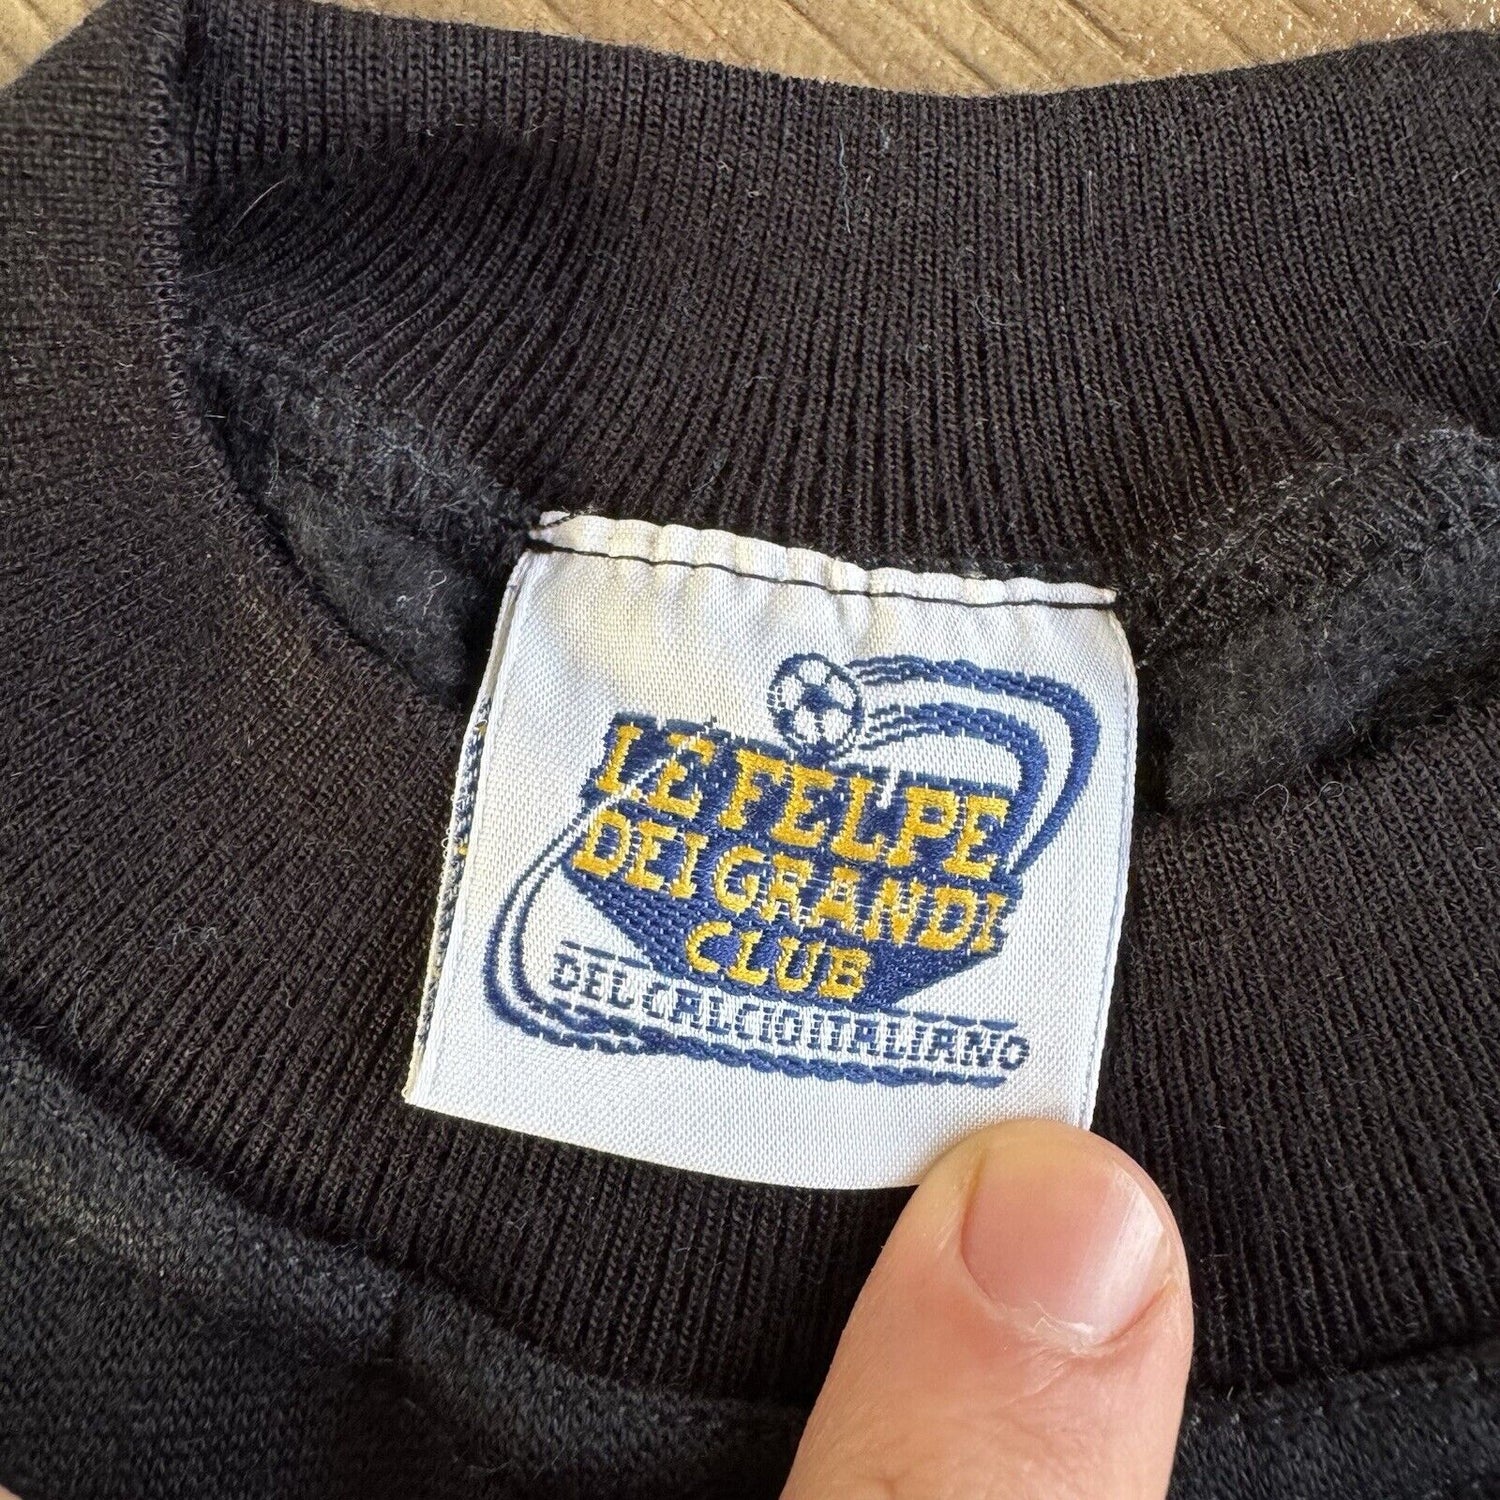 LE FELPE
DEI GRANDI
CLUB
DEL CALCIO ITALIANO